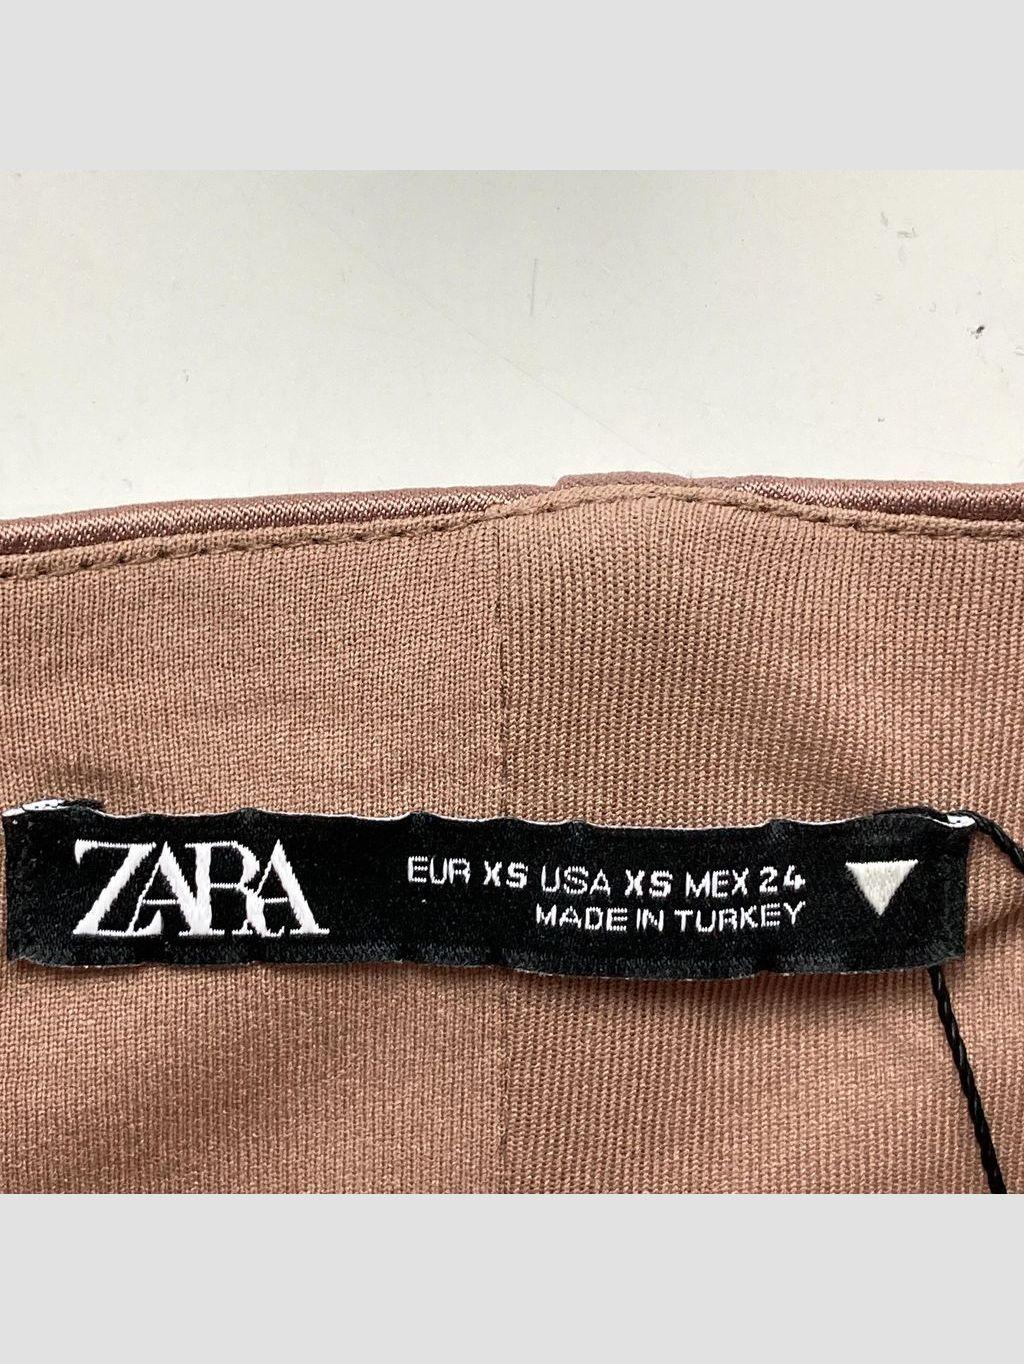 ZARA
EUR XS USA XS MEX 24
MADE IN TURKEY